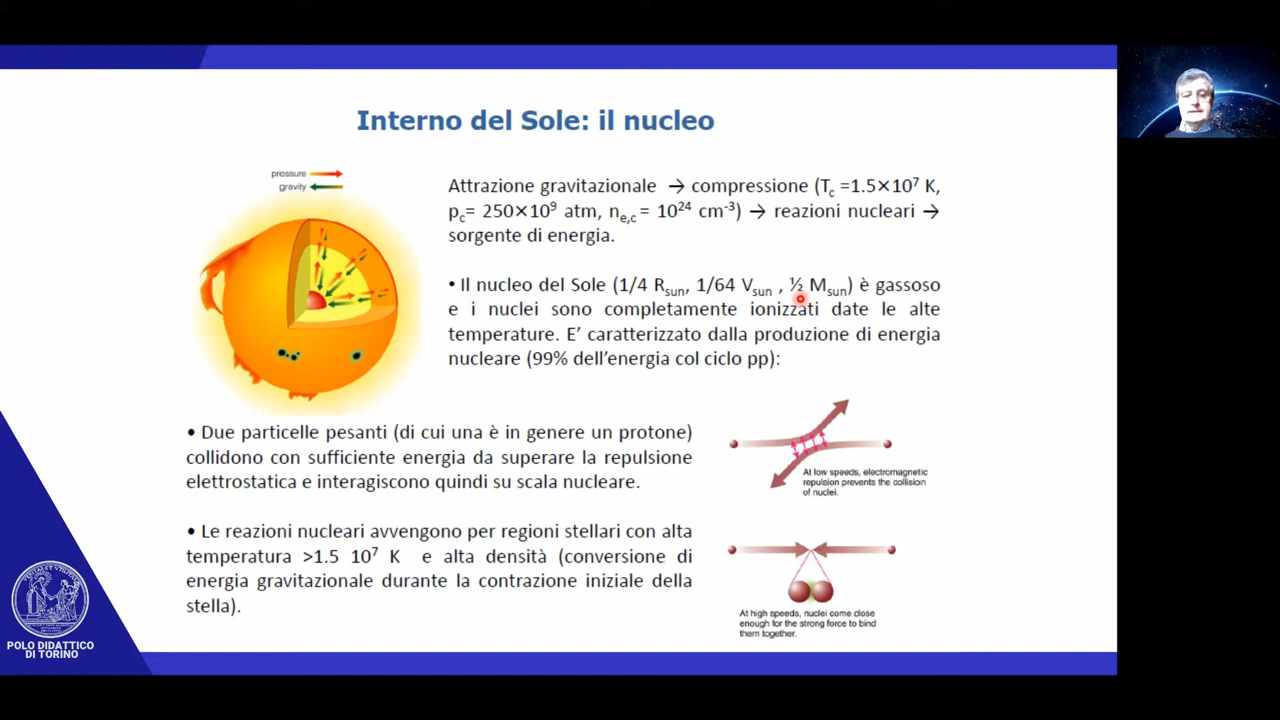 Interno del Sole: il nucleo
pressure
gravity
Attrazione gravitazionale → compressione (Tc =1.5×10⁷ K,
pc= 250×10⁹ atm, ne,c = 10²⁴ cm⁻³) → reazioni nucleari →
sorgente di energia.
• Il nucleo del Sole (1/4 Rsun, 1/64 Vsun , ½ Msun) è gassoso
e i nuclei sono completamente ionizzati date le alte
temperature. E’ caratterizzato dalla produzione di energia
nucleare (99% dell’energia col ciclo pp):
• Due particelle pesanti (di cui una è in genere un protone)
collidono con sufficiente energia da superare la repulsione
elettrostatica e interagiscono quindi su scala nucleare.
• Le reazioni nucleari avvengono per regioni stellari con alta
temperatura >1.5 10⁷ K e alta densità (conversione di
energia gravitazionale durante la contrazione iniziale della
stella).
At low speeds, electromagnetic
repulsion prevents the collision
of nuclei.
At high speeds, nuclei come close
enough for the strong force to bind
them together.
POLO DIDATTICO
DI TORINO